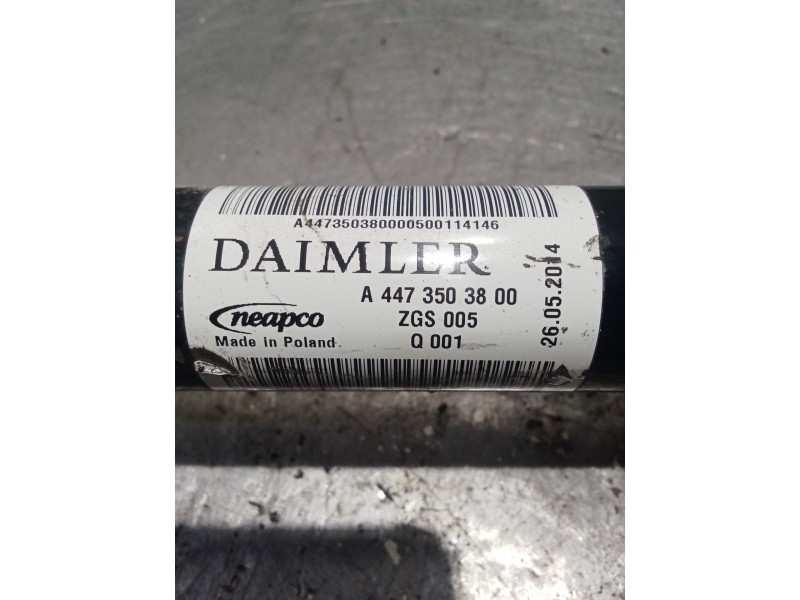 A4473503800000500114146
DAIMLER
A 447 350 38 00
neapco
ZGS 005
Made in Poland
Q 001
26.05.2014